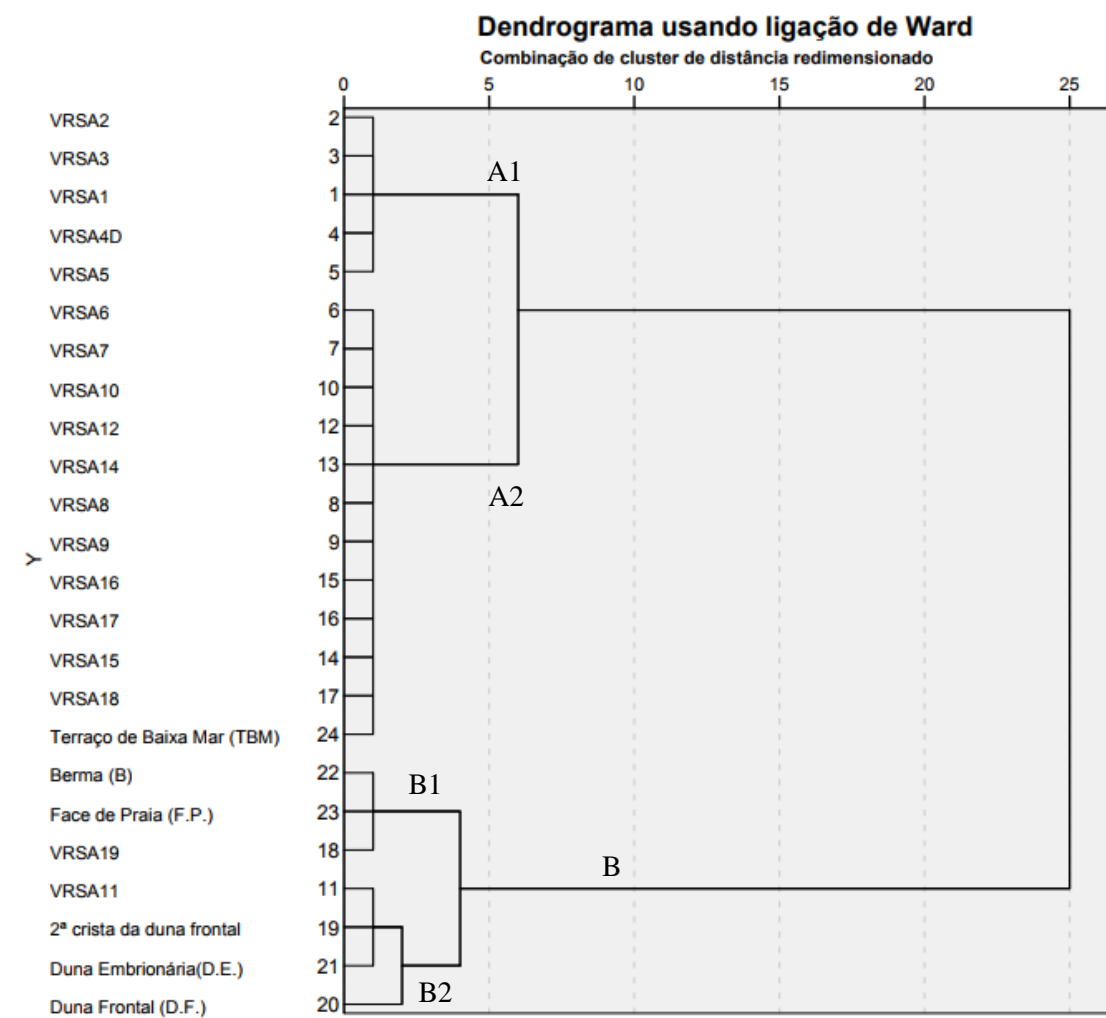 Dendrograma usando ligação de Ward
Combinação de cluster de distância redimensionado
0 5 10 15 20 25
VRSA2 2
VRSA3 3
A1
VRSA1 1
VRSA4D 4
VRSA5 5
VRSA6 6
VRSA7 7
VRSA10 10
VRSA12 12
VRSA14 13
A2
VRSA8 8
Y
VRSA9 9
VRSA16 15
VRSA17 16
VRSA15 14
VRSA18 17
Terraço de Baixa Mar (TBM) 24
Berma (B) 22
B1
Face de Praia (F.P.) 23
VRSA19 18
B
VRSA11 11
2ª crista da duna frontal 19
Duna Embrionária(D.E.) 21
B2
Duna Frontal (D.F.) 20